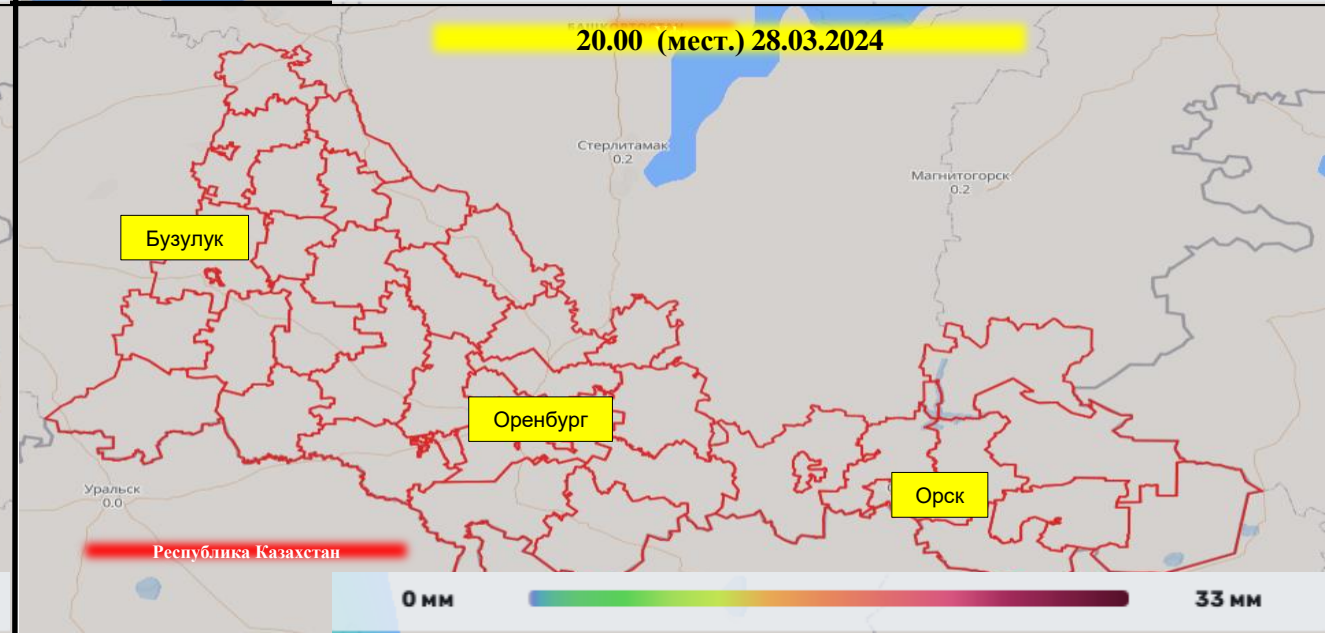 БАШКОРТОСТАН
20.00 (мест.) 28.03.2024
Стерлитамак
0.2
Магнитогорск
0.2
Бузулук
Оренбург
Орск
Уральск
0.0
Республика Казахстан
0 мм
33 мм